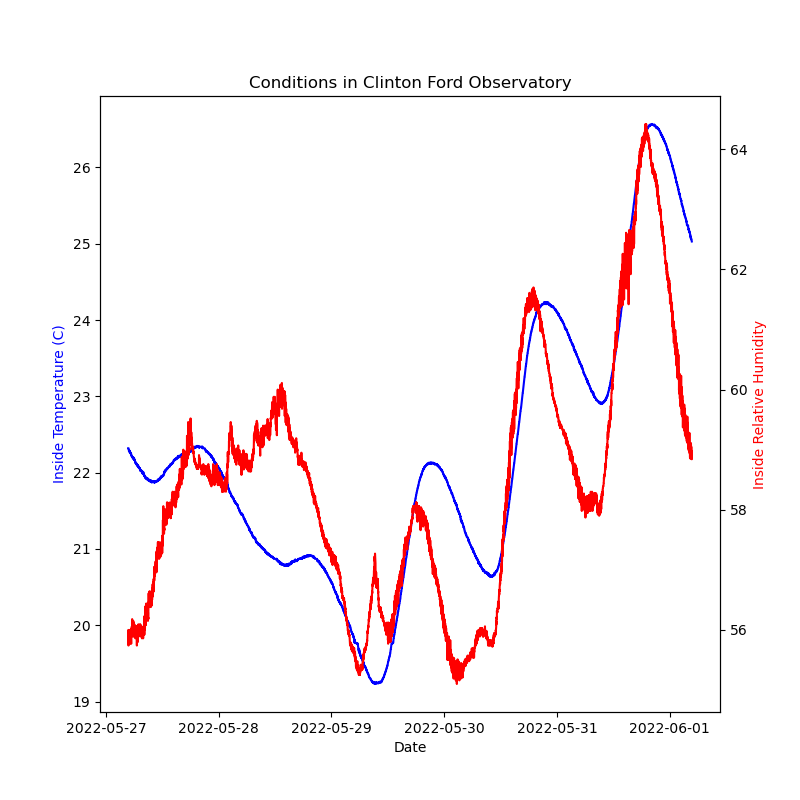 Conditions in Clinton Ford Observatory
Inside Temperature (C)
26
25
24
23
22
21
20
19
64
62
60
58
56
Inside Relative Humidity
2022-05-27 2022-05-28 2022-05-29 2022-05-30 2022-05-31 2022-06-01
Date